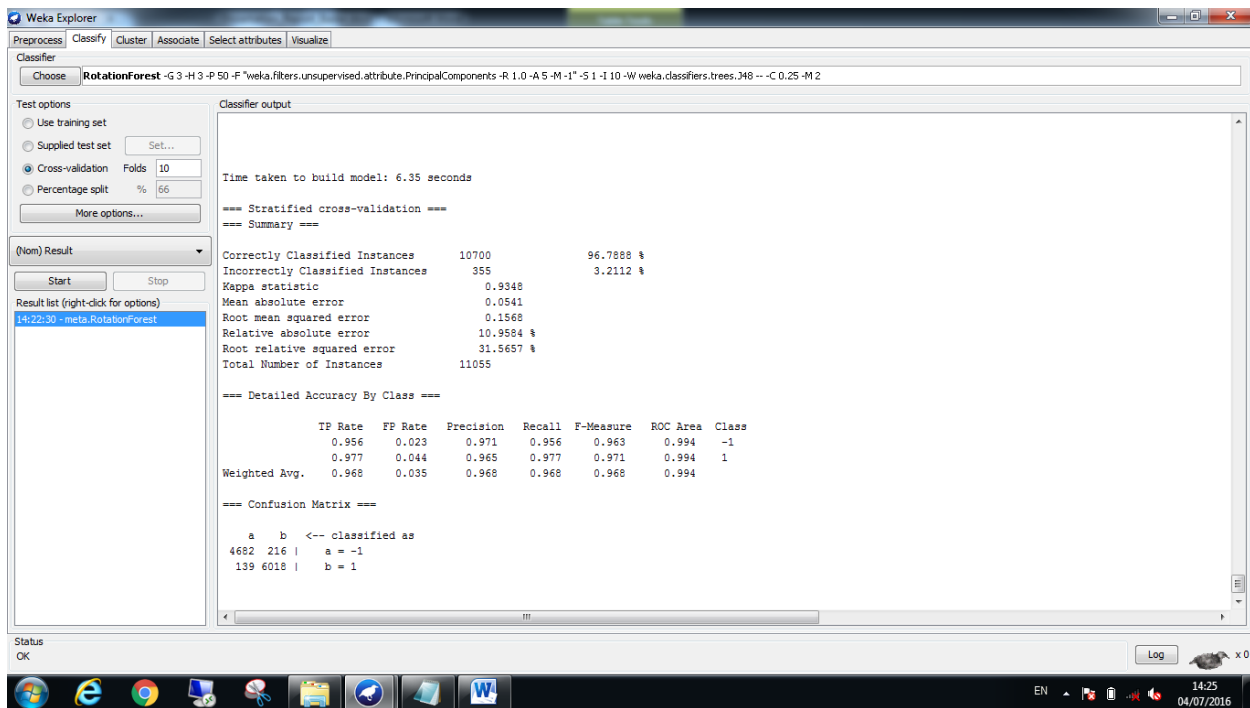 Weka Explorer
Preprocess Classify Cluster Associate Select attributes Visualize
Classifier
Choose RotationForest -G 3 -H 3 -P 50 -F "weka.filters.unsupervised.attribute.PrincipalComponents -R 1.0 -A 5 -M -1" -S 1 -I 10 -W weka.classifiers.trees.J48 -- -C 0.25 -M 2
Test options
Use training set
Supplied test set Set...
Cross-validation Folds 10
Percentage split % 66
More options...
(Nom) Result
Start Stop
Result list (right-click for options)
14:22:30 - meta.RotationForest
Classifier output
Time taken to build model: 6.35 seconds
=== Stratified cross-validation ===
=== Summary ===
Correctly Classified Instances 10700 96.7888 %
Incorrectly Classified Instances 355 3.2112 %
Kappa statistic 0.9348
Mean absolute error 0.0541
Root mean squared error 0.1568
Relative absolute error 10.9584 %
Root relative squared error 31.5657 %
Total Number of Instances 11055
=== Detailed Accuracy By Class ===
TP Rate FP Rate Precision Recall F-Measure ROC Area Class
0.956 0.023 0.971 0.956 0.963 0.994 -1
0.977 0.044 0.965 0.977 0.971 0.994 1
Weighted Avg. 0.968 0.035 0.968 0.968 0.968 0.994
=== Confusion Matrix ===
a b <-- classified as
4682 216 | a = -1
139 6018 | b = 1
Status
OK
Log x 0
EN 14:25
04/07/2016